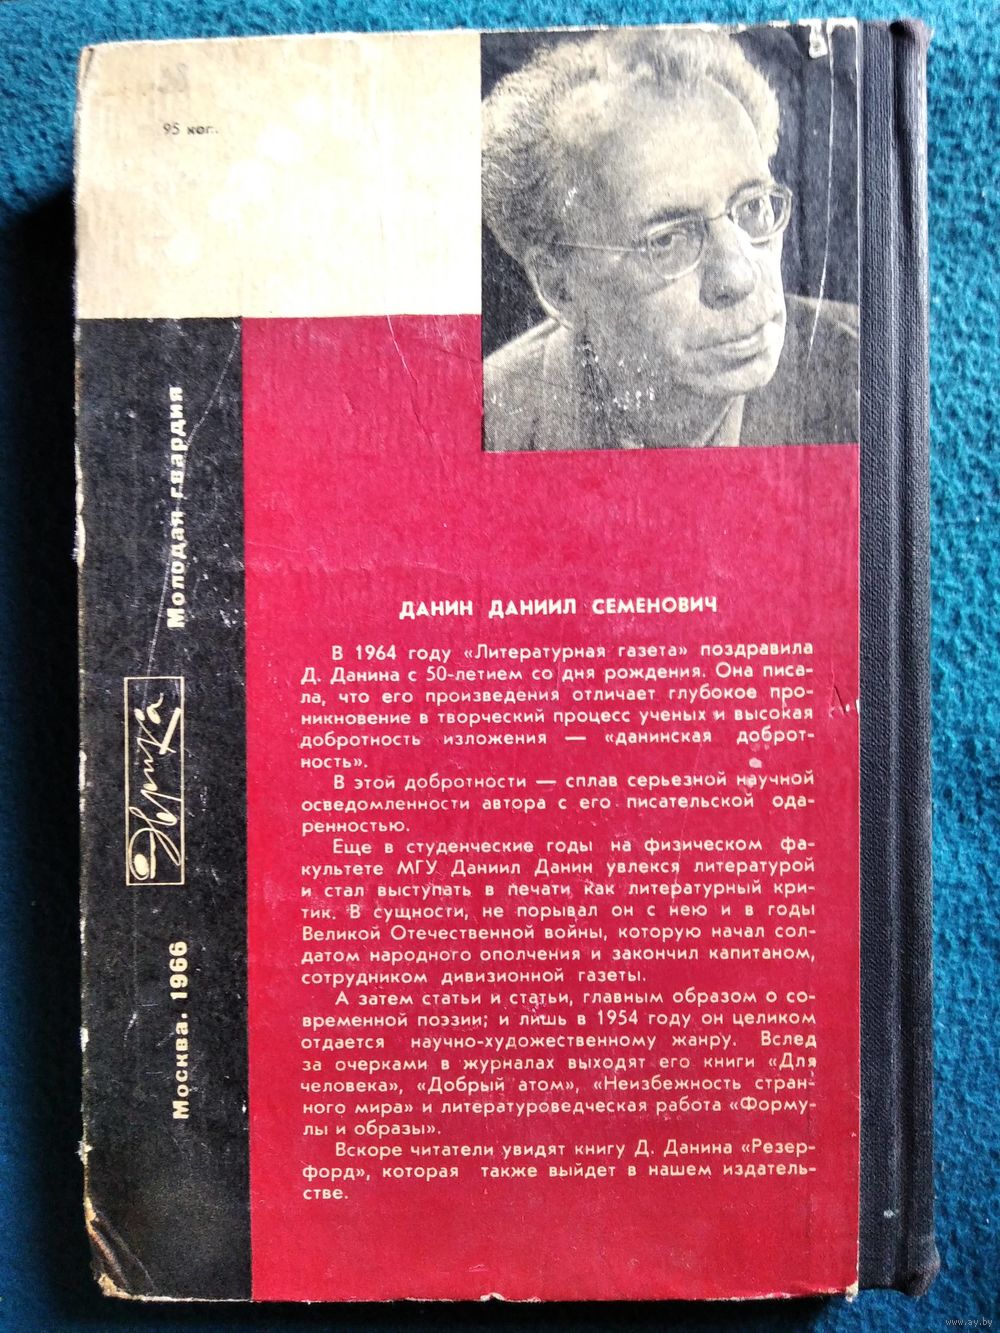 95 коп.
ДАНИН ДАНИИЛ СЕМЕНОВИЧ
В 1964 году «Литературная газета» поздравила
Д. Данина с 50-летием со дня рождения. Она писа-
ла, что его произведения отличает глубокое про-
никновение в творческий процесс ученых и высокая
добротность изложения — «данинская доброт-
ность».
В этой добротности — сплав серьезной научной
осведомленности автора с его писательской ода-
ренностью.
Еще в студенческие годы на физическом фа-
культете МГУ Даниил Данин увлекся литературой
и стал выступать в печати как литературный кри-
тик. В сущности, не порывал он с нею и в годы
Великой Отечественной войны, которую начал сол-
датом народного ополчения и закончил капитаном,
сотрудником дивизионной газеты.
А затем статьи и статьи, главным образом о со-
временной поэзии; и лишь в 1954 году он целиком
отдается научно-художественному жанру. Вслед
за очерками в журналах выходят его книги «Для
человека», «Добрый атом», «Неизбежность стран-
ного мира» и литературоведческая работа «Форму-
лы и образы».
Вскоре читатели увидят книгу Д. Данина «Резер-
форд», которая также выйдет в нашем издатель-
стве.
Москва. 1966
Эврика
Молодая гвардия
www.ay.by